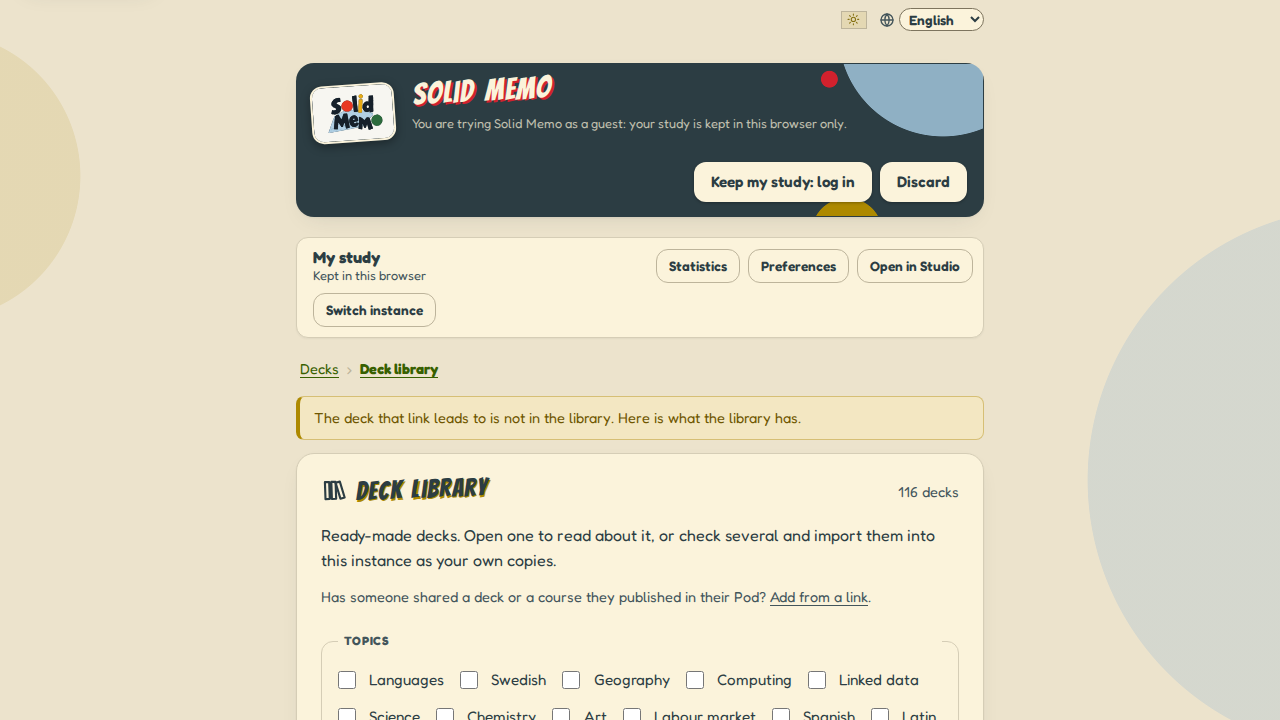 English
Solid Memo
SOLID MEMO
You are trying Solid Memo as a guest: your study is kept in this browser only.
Keep my study: log in
Discard
My study
Kept in this browser
Statistics
Preferences
Open in Studio
Switch instance
Decks › Deck library
The deck that link leads to is not in the library. Here is what the library has.
DECK LIBRARY
116 decks
Ready-made decks. Open one to read about it, or check several and import them into
this instance as your own copies.
Has someone shared a deck or a course they published in their Pod? Add from a link.
TOPICS
Languages Swedish Geography Computing Linked data
Science Chemistry Art Labour market Spanish Latin